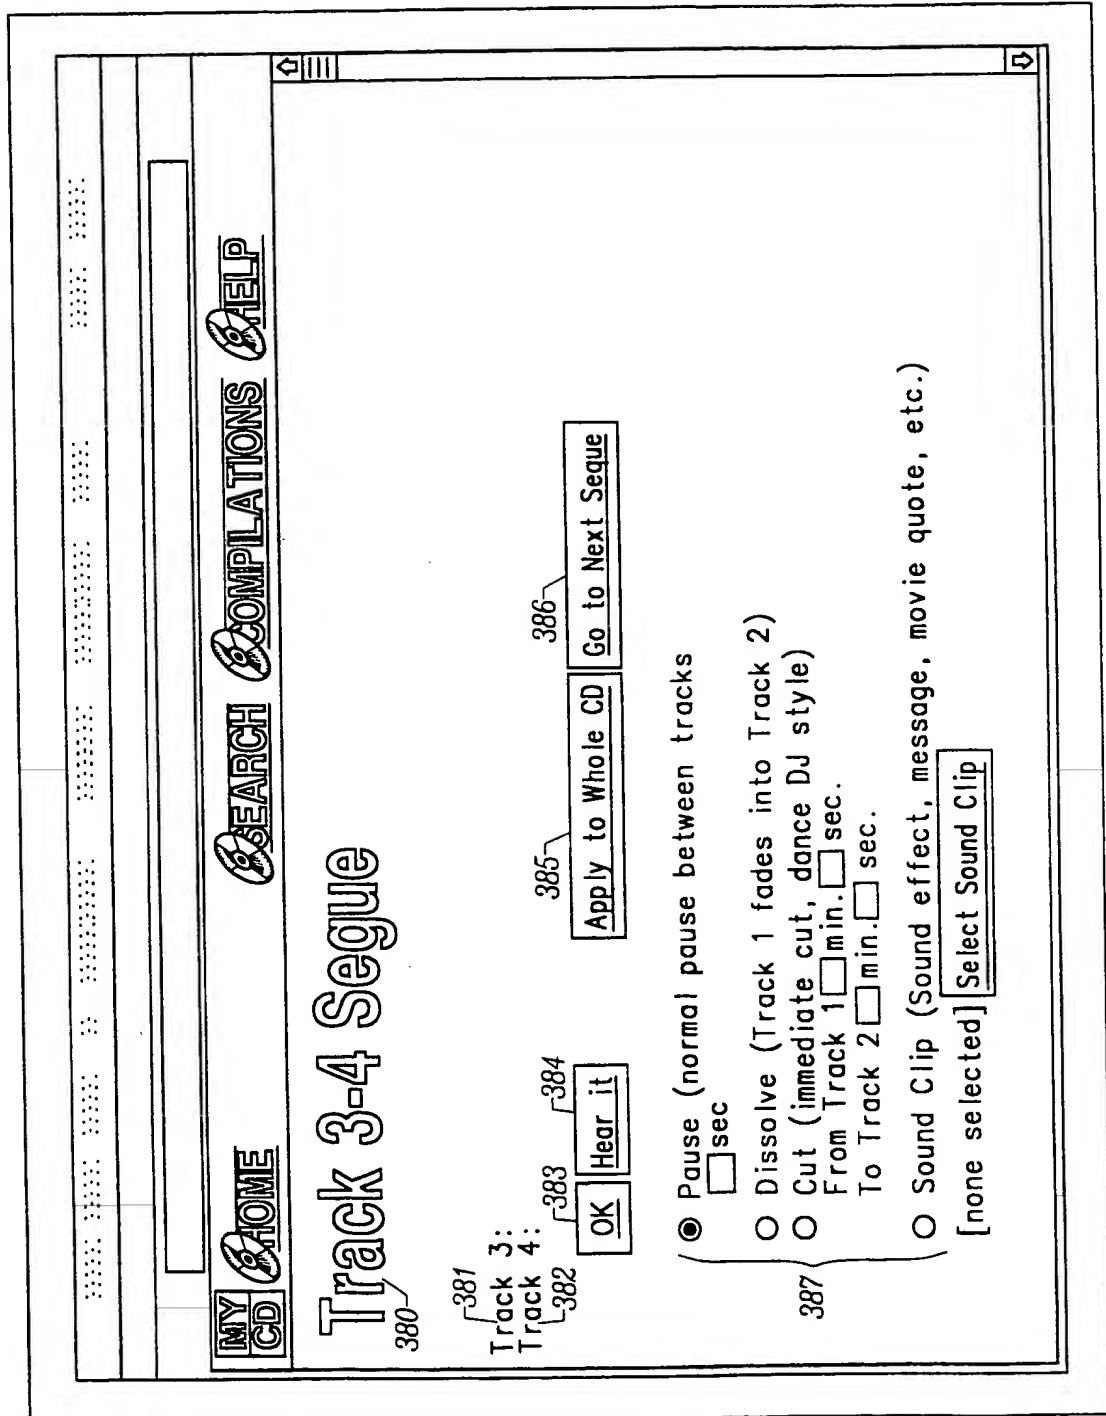 MY CD HOME SEARCH COMPILATIONS HELP
Track 3-4 Segue
380
381
Track 3:
Track 4:
382
383 384 385 386
OK Hear it Apply to Whole CD Go to Next Seque
Pause (normal pause between tracks
sec
Dissolve (Track 1 fades into Track 2)
Cut (immediate cut, dance DJ style)
From Track 1 min. sec.
To Track 2 min. sec.
387
Sound Clip (Sound effect, message, movie quote, etc.)
[none selected] Select Sound Clip